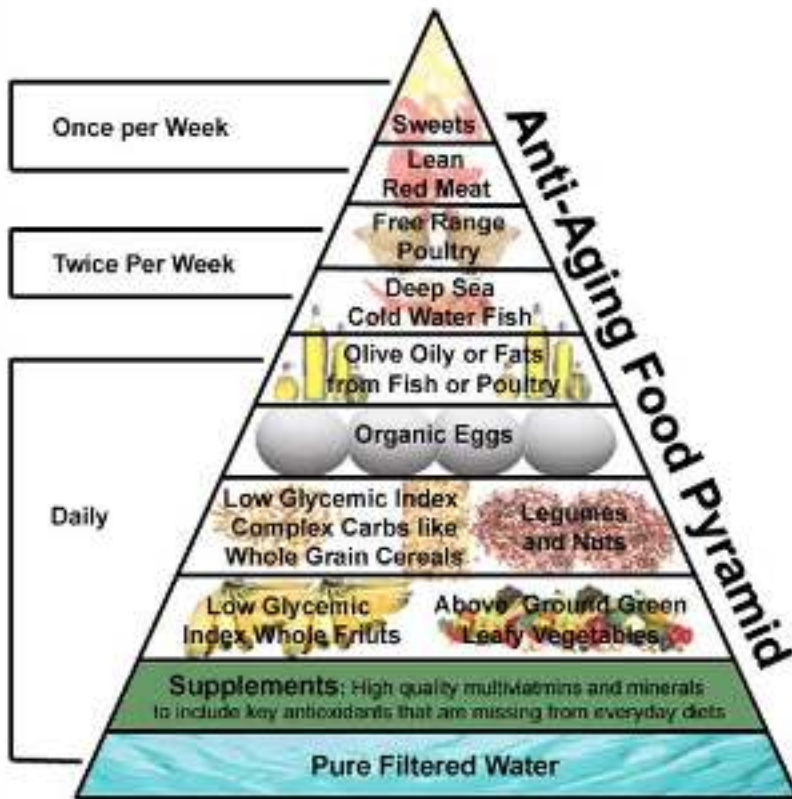 Anti-Aging Food Pyramid
Once per Week
Sweets
Lean
Red Meat
Twice Per Week
Free Range
Poultry
Deep Sea
Cold Water Fish
Daily
Olive Oily or Fats
from Fish or Poultry
Organic Eggs
Low Glycemic Index
Complex Carbs like
Whole Grain Cereals
Legumes
and Nuts
Low Glycemic
Index Whole Friuts
Above Ground Green
Leafy Vegetables
Supplements: High quality multiviatmins and minerals
to include key antioxidants that are missing from everyday diets
Pure Filtered Water